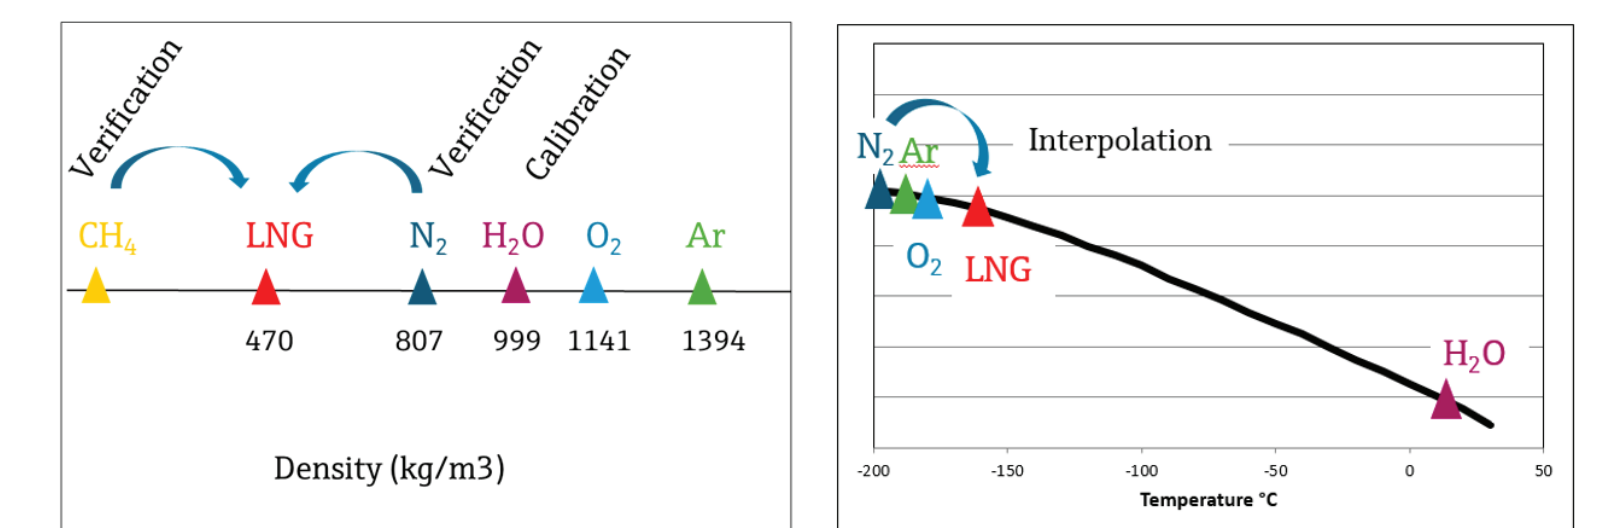 Verification
Verification
Calibration
CH4 LNG N2 H2O O2 Ar
470 807 999 1141 1394
Density (kg/m3)
N2 Ar
Interpolation
O2 LNG
H2O
-200 -150 -100 -50 0 50
Temperature °C